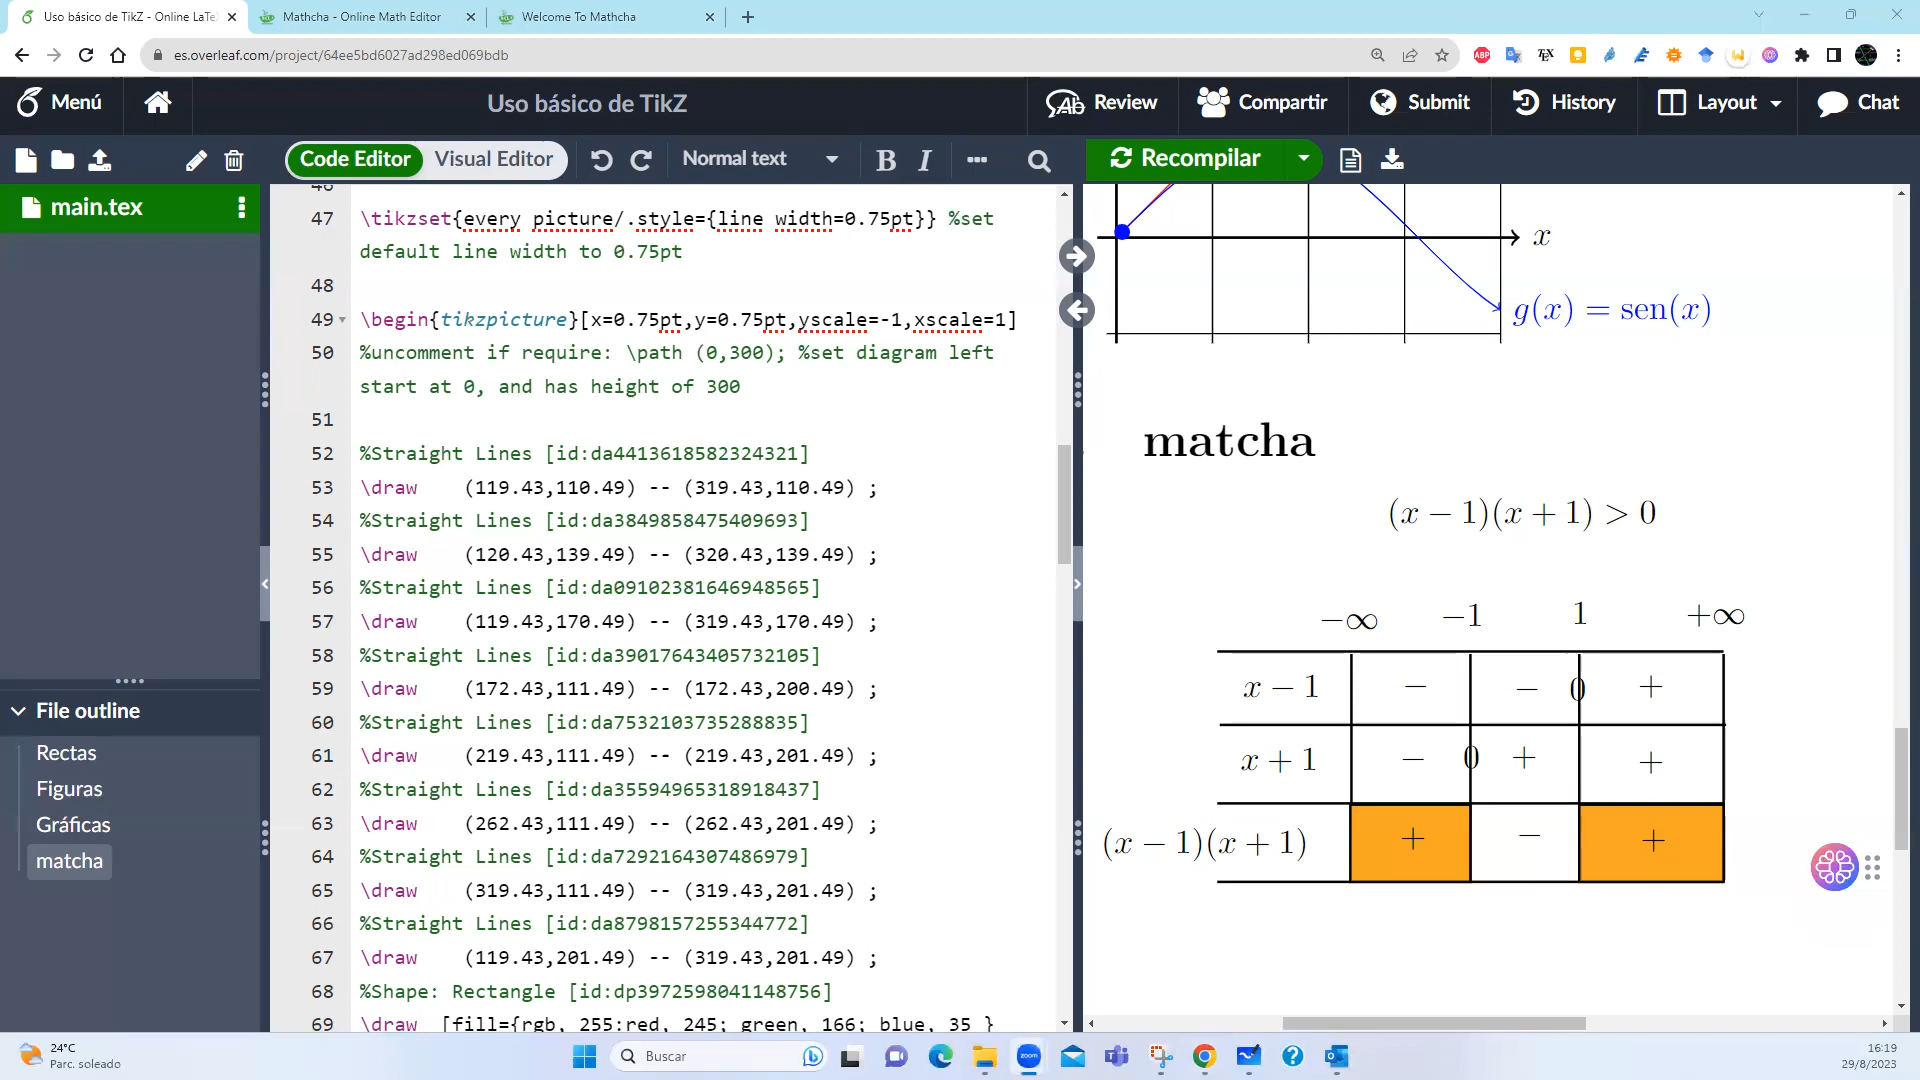 Uso básico de TikZ - Online LaTeX
Mathcha - Online Math Editor
Welcome To Mathcha
es.overleaf.com/project/64ee5bd6027ad298ed069bdb
Menú
Uso básico de TikZ
Review
Compartir
Submit
History
Layout
Chat
Code Editor
Visual Editor
Normal text
B I
Recompilar
main.tex
46
47 \tikzset{every picture/.style={line width=0.75pt}} %set
default line width to 0.75pt
48
49 \begin{tikzpicture}[x=0.75pt,y=0.75pt,yscale=-1,xscale=1]
50 %uncomment if require: \path (0,300); %set diagram left
start at 0, and has height of 300
51
52 %Straight Lines [id:da4413618582324321]
53 \draw    (119.43,110.49) -- (319.43,110.49) ;
54 %Straight Lines [id:da3849858475409693]
55 \draw    (120.43,139.49) -- (320.43,139.49) ;
56 %Straight Lines [id:da091023816469485​65]
57 \draw    (119.43,170.49) -- (319.43,170.49) ;
58 %Straight Lines [id:da39017643405732105]
59 \draw    (172.43,111.49) -- (172.43,200.49) ;
60 %Straight Lines [id:da7532103735288835]
61 \draw    (219.43,111.49) -- (219.43,201.49) ;
62 %Straight Lines [id:da35594965318918437]
63 \draw    (262.43,111.49) -- (262.43,201.49) ;
64 %Straight Lines [id:da7292164307486979]
65 \draw    (319.43,111.49) -- (319.43,201.49) ;
66 %Straight Lines [id:da8798157255344772]
67 \draw    (119.43,201.49) -- (319.43,201.49) ;
68 %Shape: Rectangle [id:dp3972598041148756]
69 \draw  [fill={rgb, 255:red, 245; green, 166; blue, 35 }
File outline
Rectas
Figuras
Gráficas
matcha
x
g(x) = sen(x)
matcha
(x − 1)(x + 1) > 0
−∞ −1 1 +∞
x − 1 − − 0 +
x + 1 − 0 + +
(x − 1)(x + 1) + − +
ABP
TEX
24°C
Parc. soleado
Buscar
zoom
16:19
29/8/2023